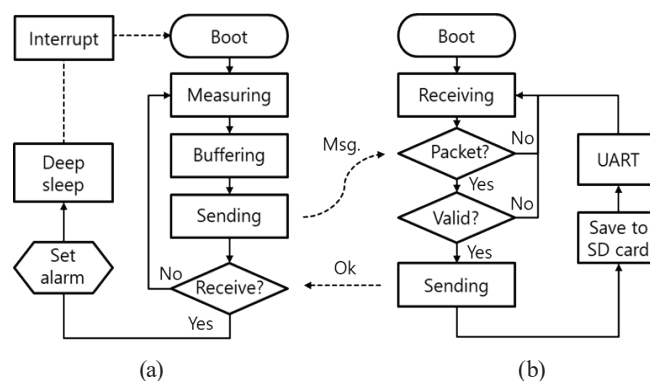 Interrupt
Boot
Measuring
Buffering
Sending
Receive?
No
Yes
Set
alarm
Deep
sleep
Msg.
Ok
Boot
Receiving
Packet?
No
Yes
Valid?
No
Yes
Sending
Save to
SD card
UART
(a)
(b)